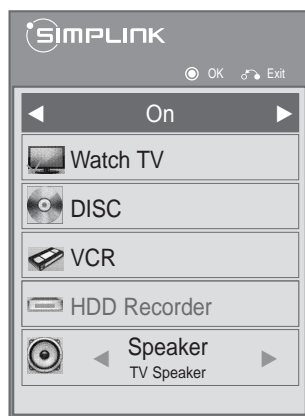 SIMPLINK
OK Exit
On
Watch TV
DISC
VCR
HDD Recorder
Speaker
TV Speaker